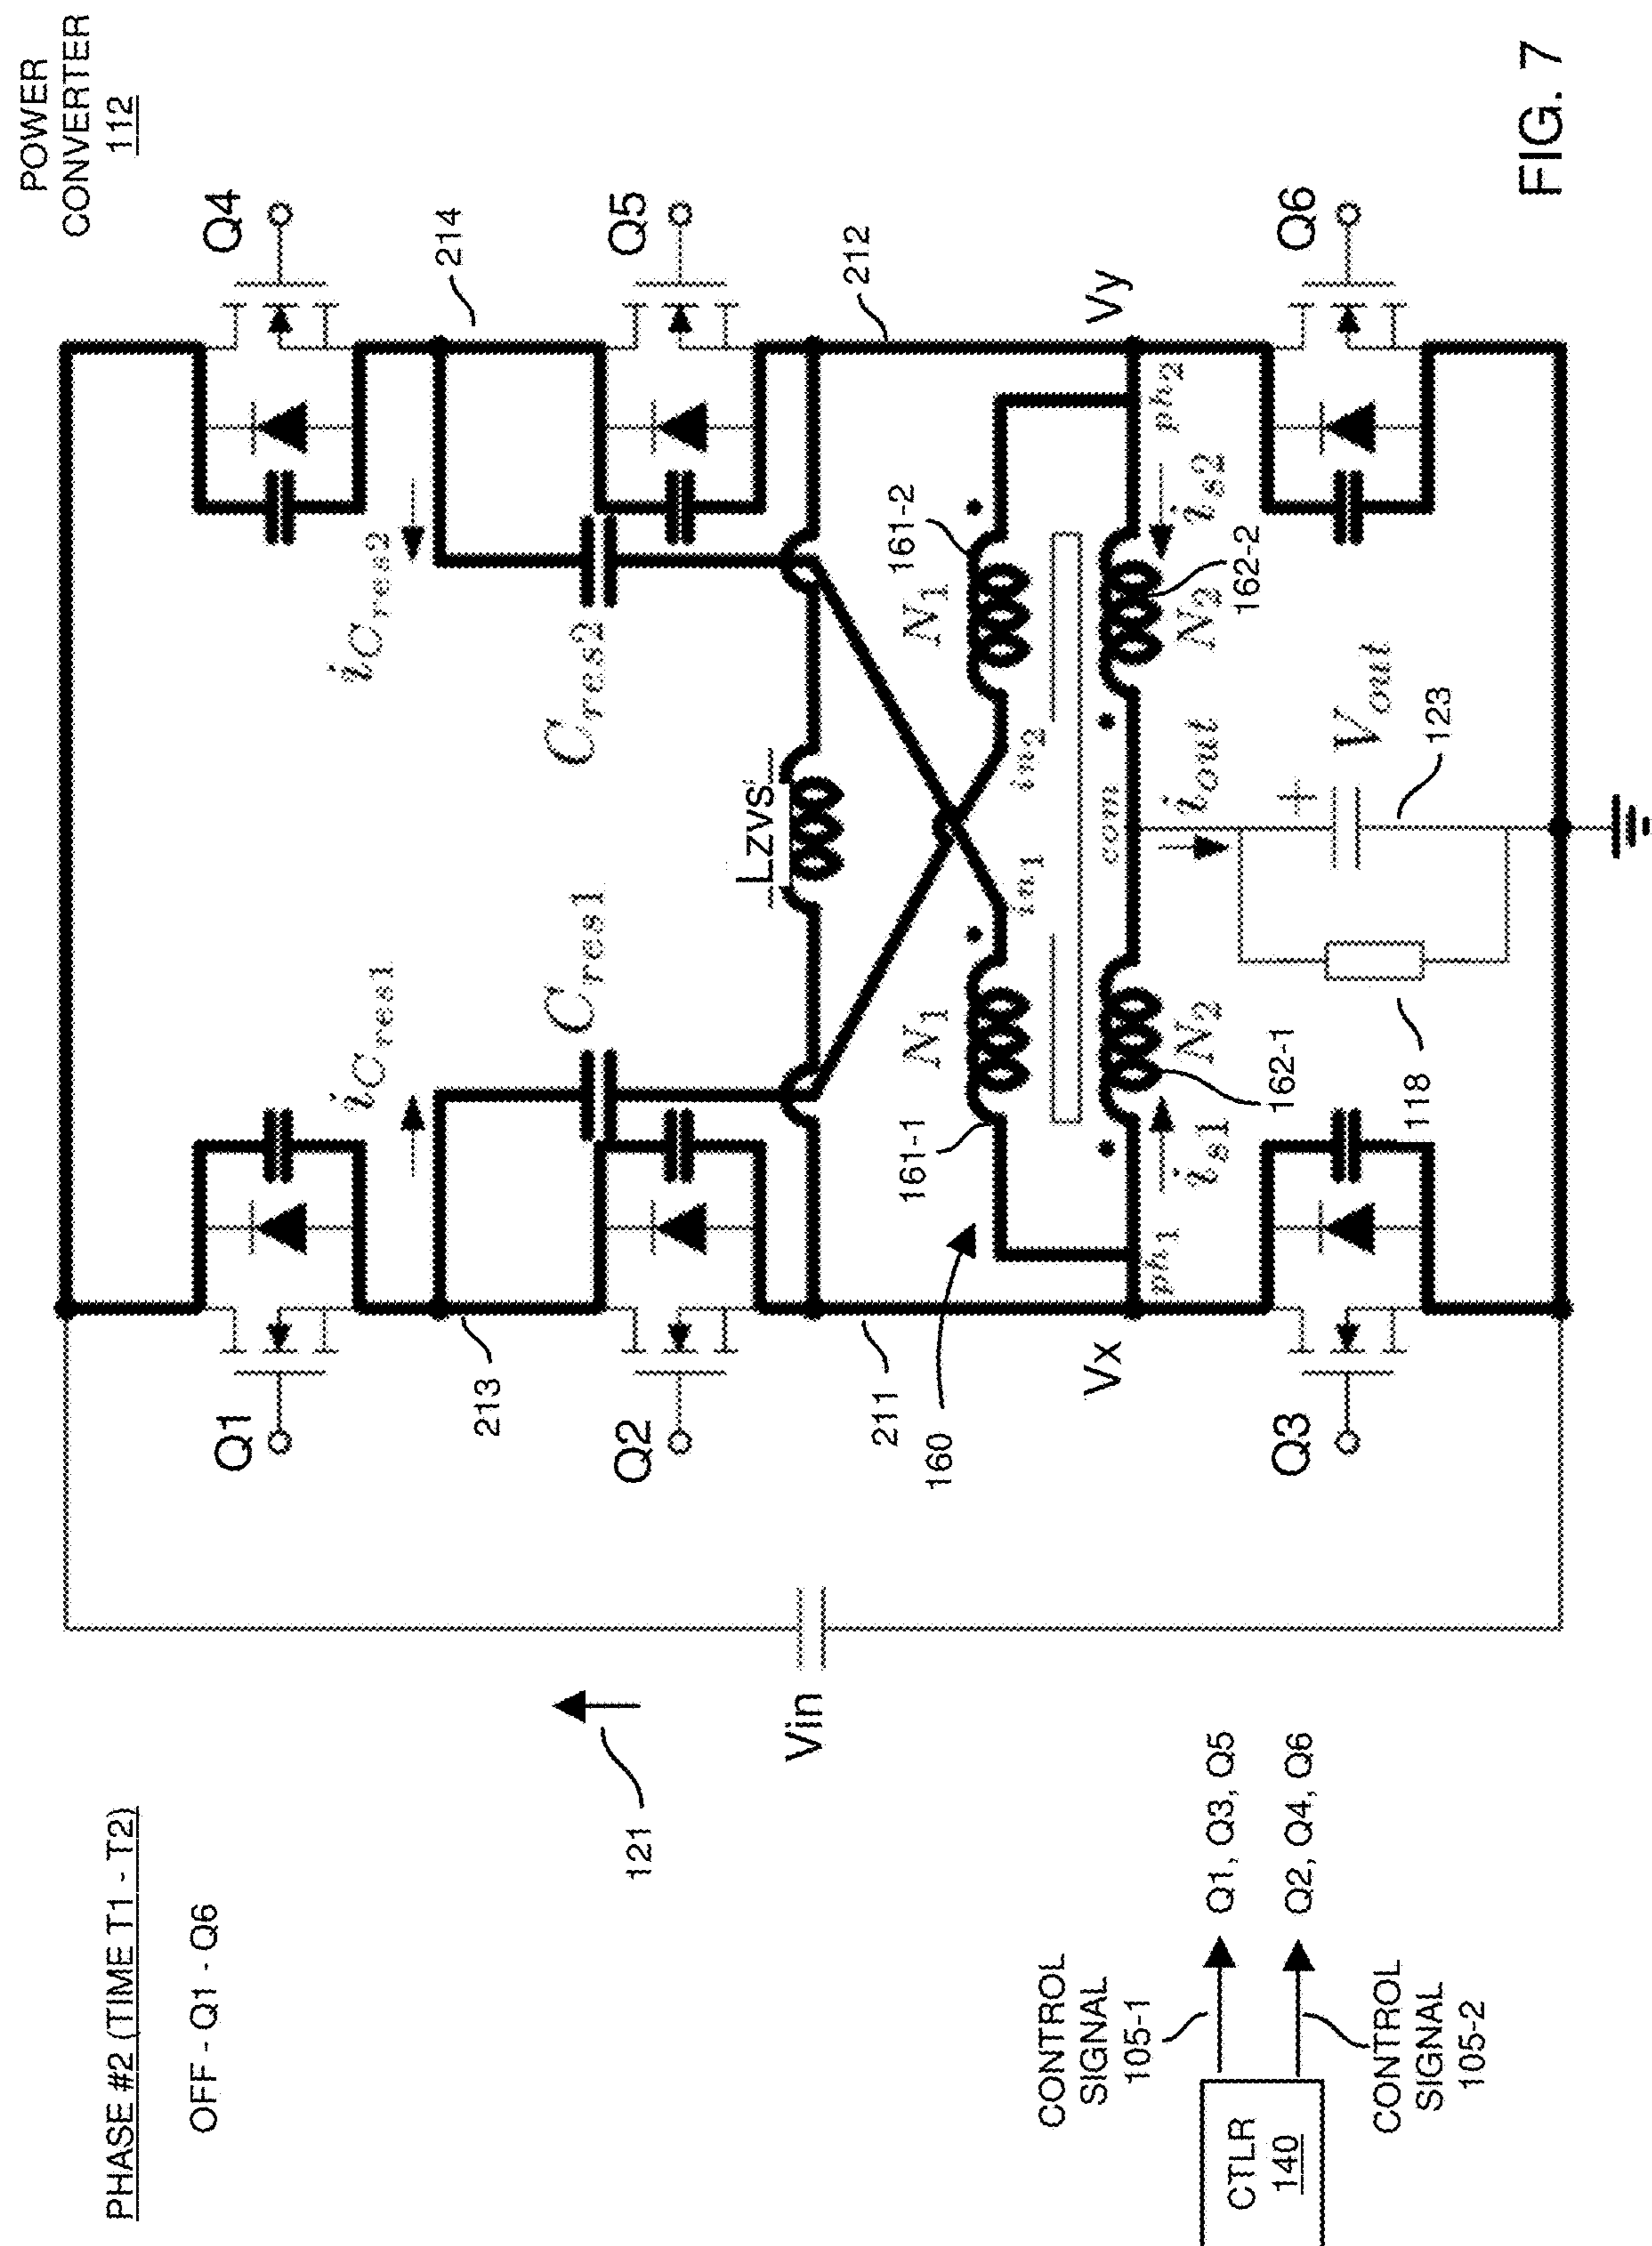 POWER
CONVERTER
112
PHASE #2 (TIME T1 - T2)
OFF - Q1 - Q6
Q1
Q4
iCres1
iCres2
213
214
Cres1
Cres2
Q2
Q5
LZVS
121
Vin
211
212
160
161-1
161-2
N1
N1
in1
in2
Vx
Vy
ph1
ph2
com
is1
is2
N2
N2
162-1
162-2
iout
+
Vout
123
118
Q3
Q6
CONTROL
SIGNAL
105-1
Q1, Q3, Q5
Q2, Q4, Q6
CTLR
140
CONTROL
SIGNAL
105-2
FIG. 7